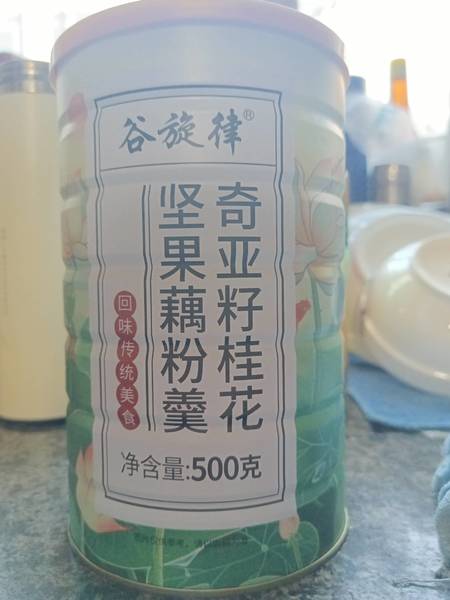 谷旋律®
奇亚籽桂花
坚果藕粉羹
回味传统美食
净含量:500克